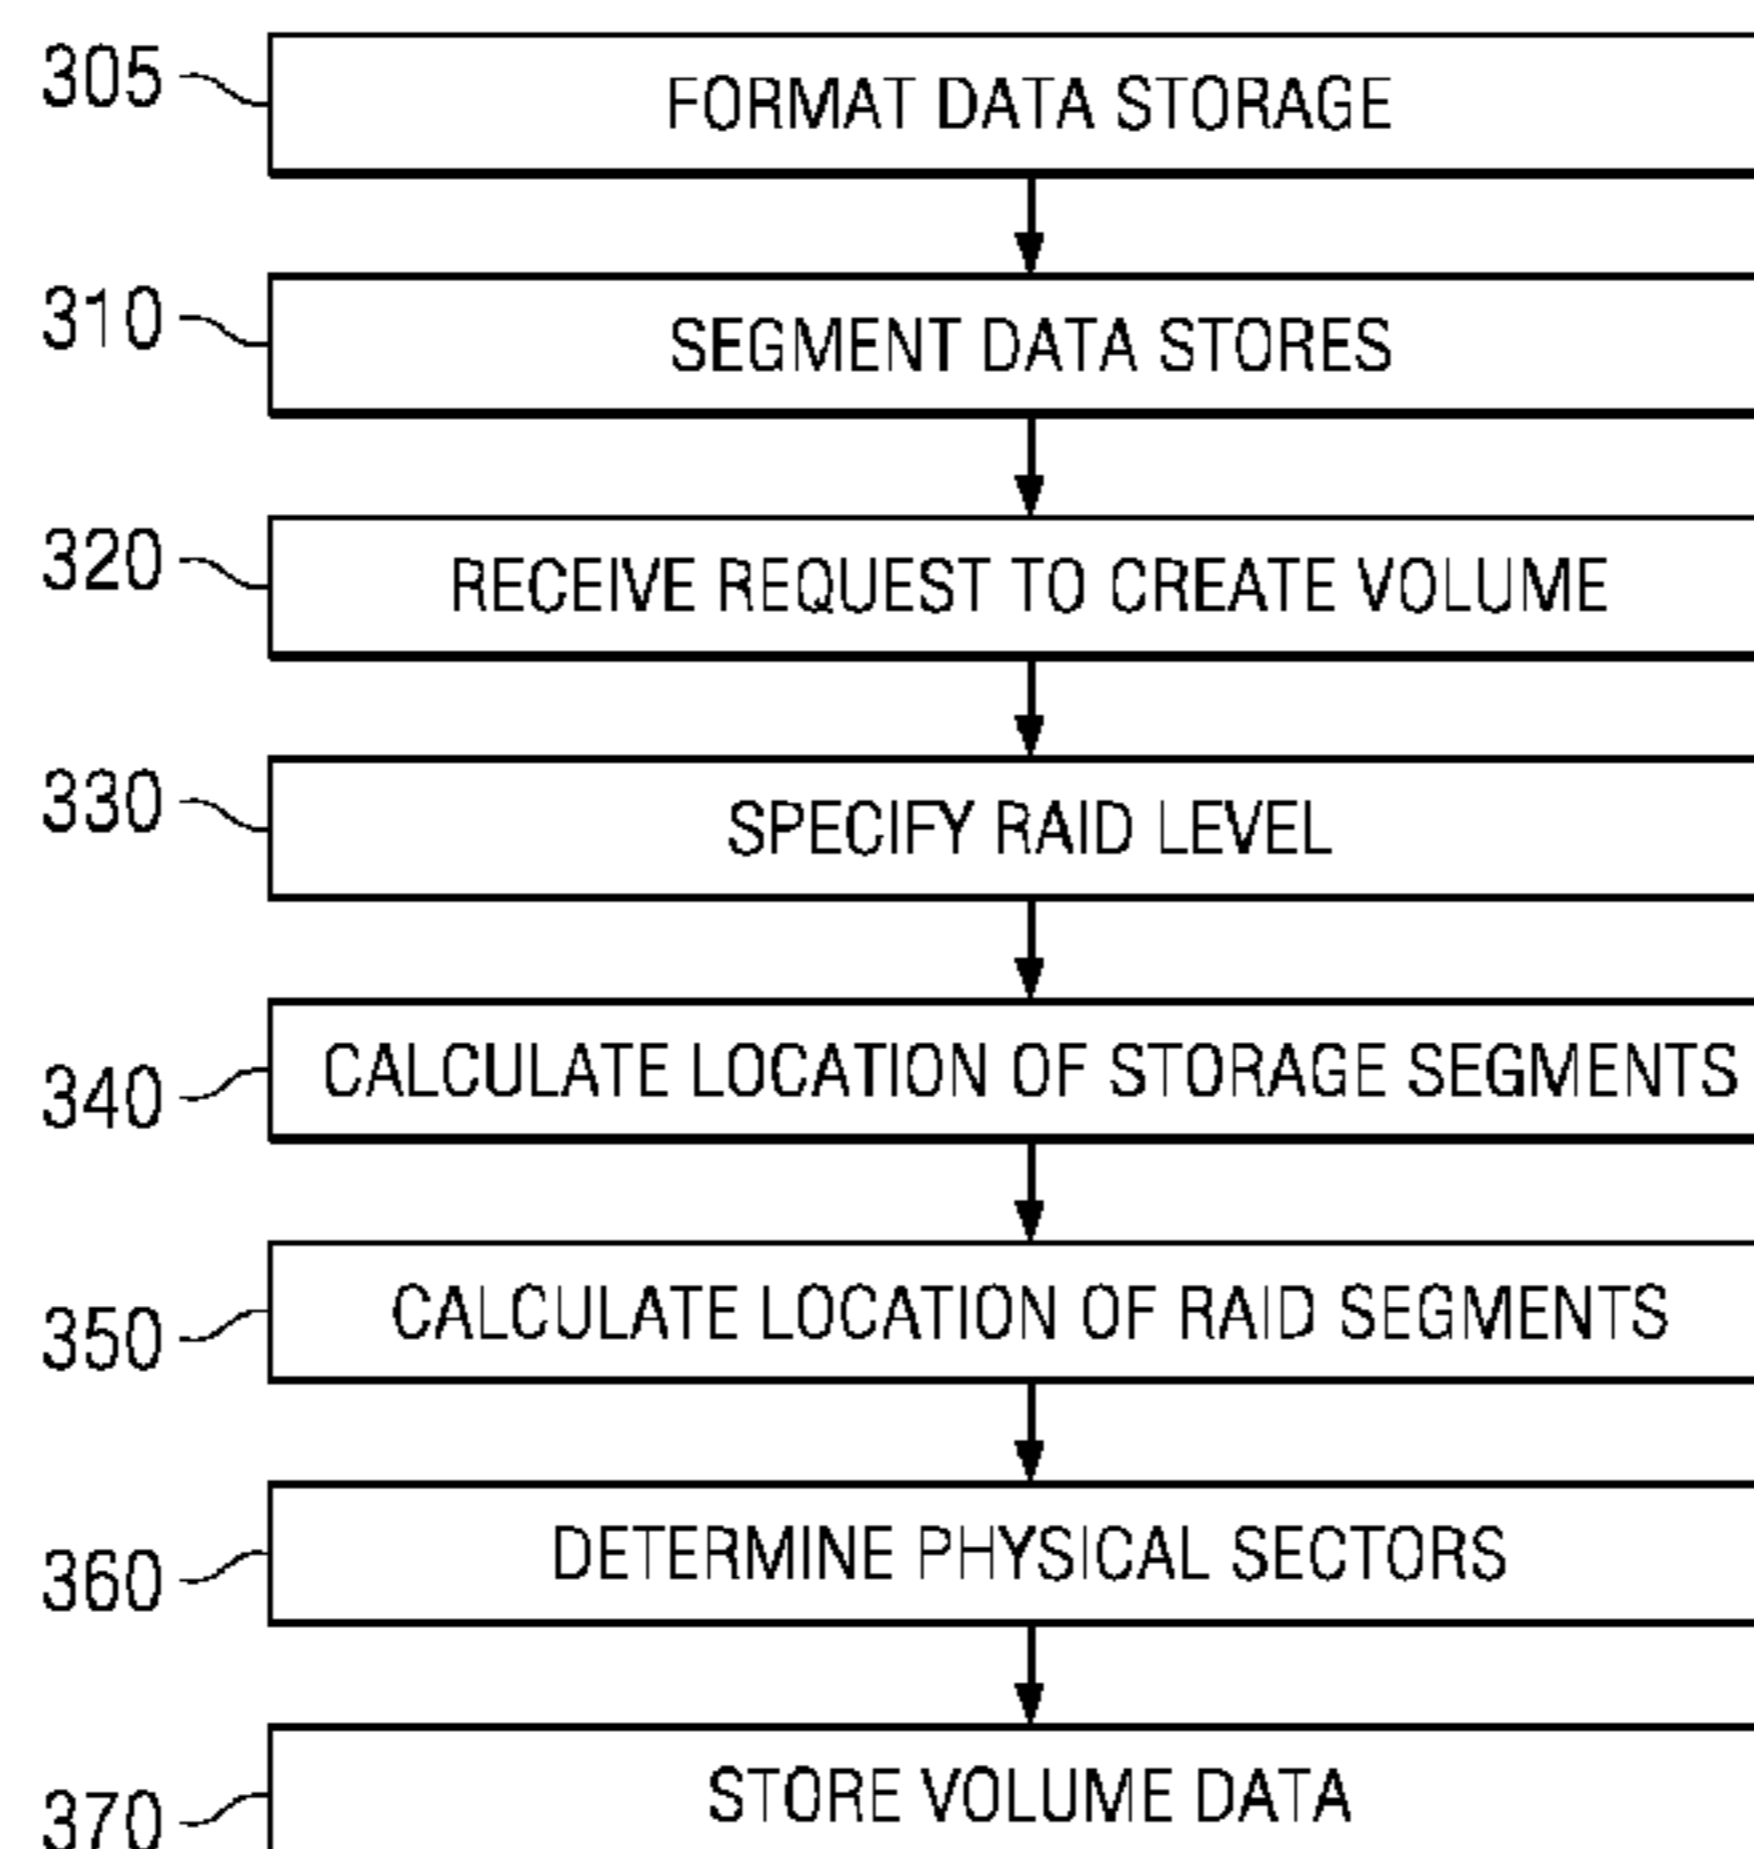 305 FORMAT DATA STORAGE
310 SEGMENT DATA STORES
320 RECEIVE REQUEST TO CREATE VOLUME
330 SPECIFY RAID LEVEL
340 CALCULATE LOCATION OF STORAGE SEGMENTS
350 CALCULATE LOCATION OF RAID SEGMENTS
360 DETERMINE PHYSICAL SECTORS
370 STORE VOLUME DATA